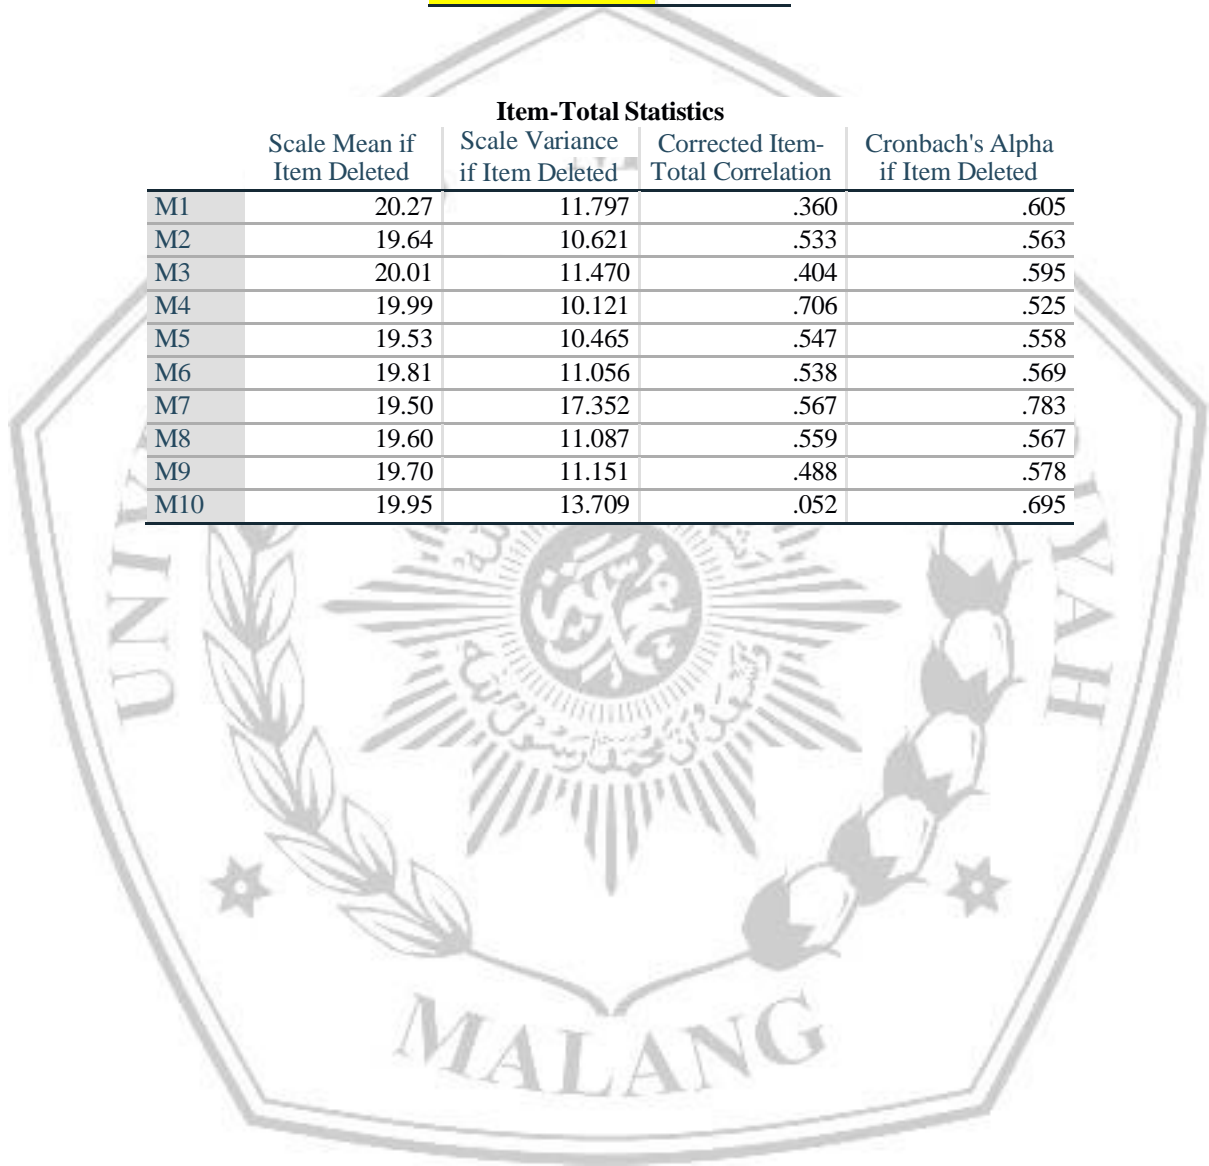 Item-Total Statistics
Scale Mean if Item Deleted Scale Variance if Item Deleted Corrected Item-Total Correlation Cronbach's Alpha if Item Deleted
M1 20.27 11.797 .360 .605
M2 19.64 10.621 .533 .563
M3 20.01 11.470 .404 .595
M4 19.99 10.121 .706 .525
M5 19.53 10.465 .547 .558
M6 19.81 11.056 .538 .569
M7 19.50 17.352 .567 .783
M8 19.60 11.087 .559 .567
M9 19.70 11.151 .488 .578
M10 19.95 13.709 .052 .695
MALANG